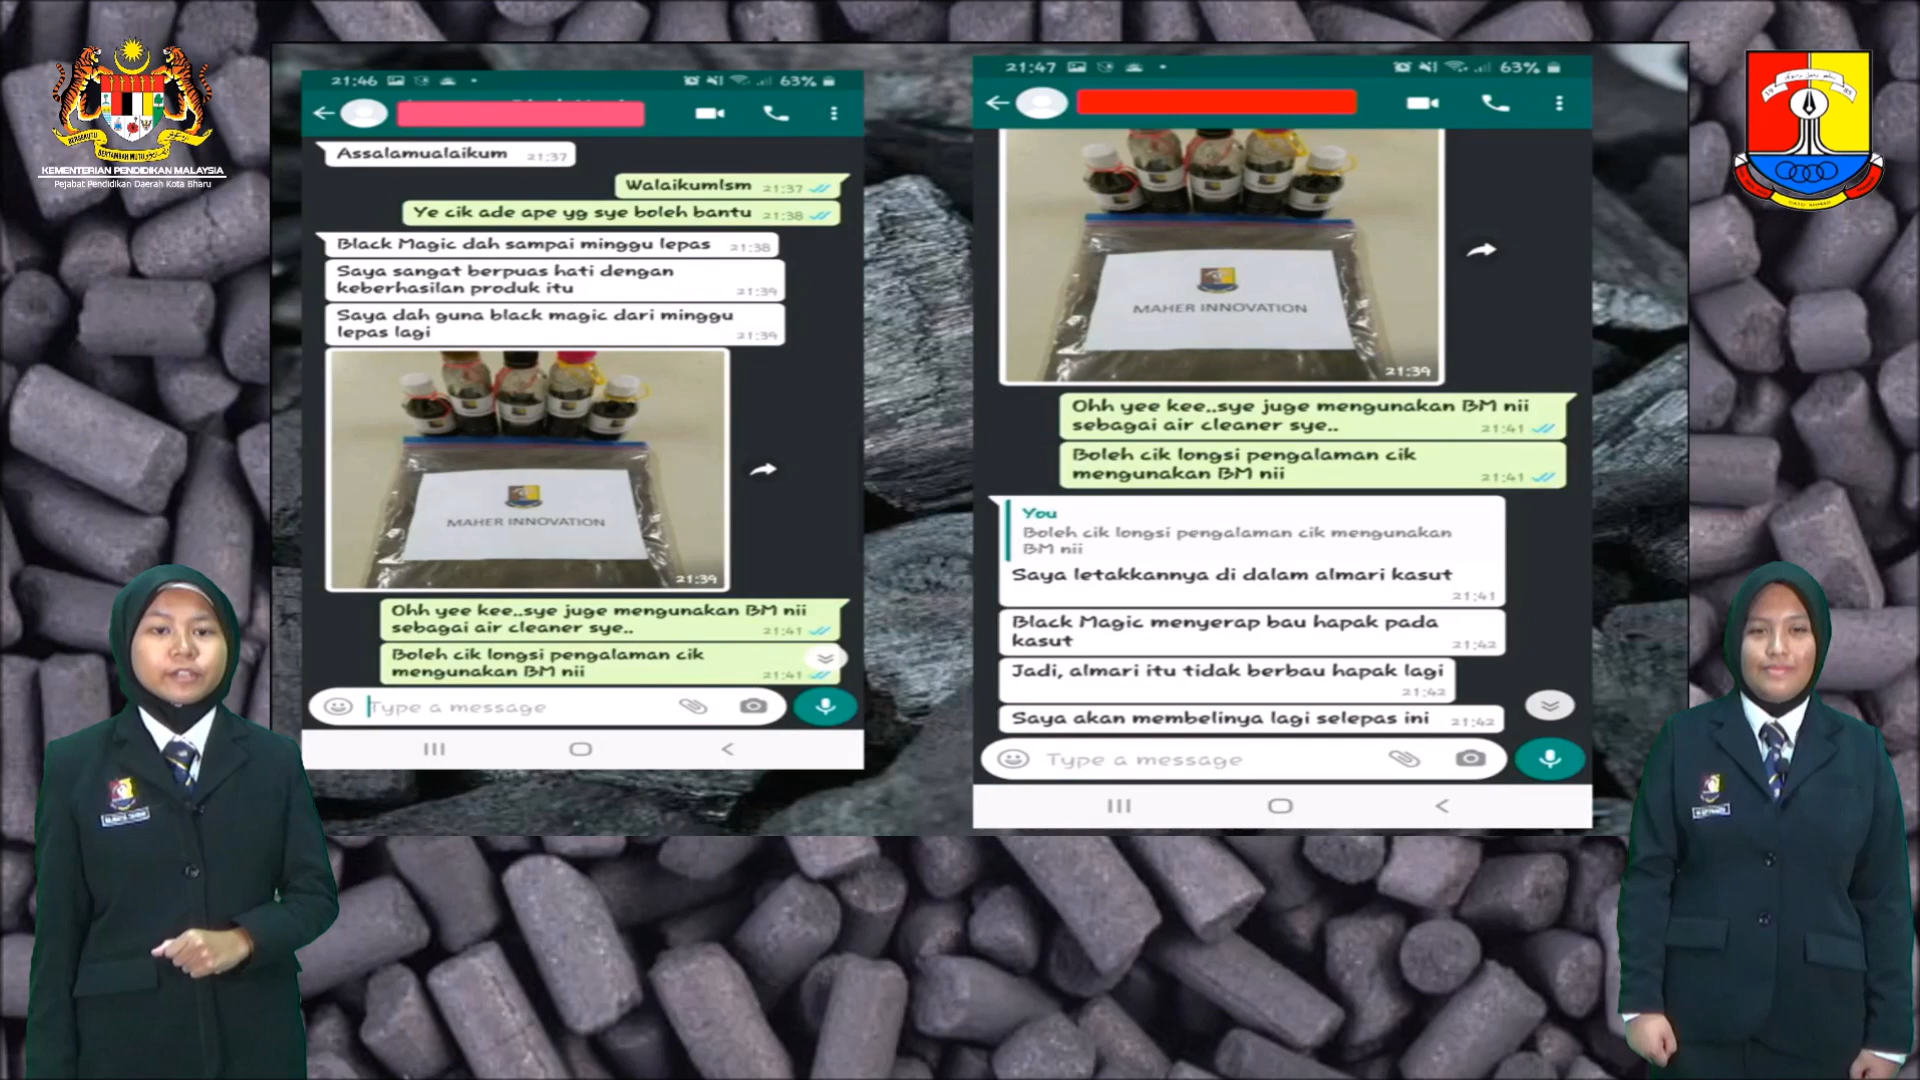 KEMENTERIAN PENDIDIKAN MALAYSIA
Pejabat Pendidikan Daerah Kota Bharu
21:46
63%
Assalamualaikum 21:37
Walaikumlsm 21:37
Ye cik ade ape yg sye boleh bantu 21:38
Black Magic dah sampai minggu lepas 21:38
Saya sangat berpuas hati dengan
keberhasilan produk itu 21:39
Saya dah guna black magic dari minggu
lepas lagi 21:39
MAHER INNOVATION
21:39
Ohh yee kee..sye juge mengunakan BM nii
sebagai air cleaner sye.. 21:41
Boleh cik longsi pengalaman cik
mengunakan BM nii 21:41
Type a message
21:47
63%
MAHER INNOVATION
21:39
Ohh yee kee..sye juge mengunakan BM nii
sebagai air cleaner sye.. 21:41
Boleh cik longsi pengalaman cik
mengunakan BM nii 21:41
You
Boleh cik longsi pengalaman cik mengunakan
BM nii
Saya letakkannya di dalam almari kasut
21:41
Black Magic menyerap bau hapak pada
kasut 21:42
Jadi, almari itu tidak berbau hapak lagi
21:42
Saya akan membelinya lagi selepas ini 21:42
Type a message